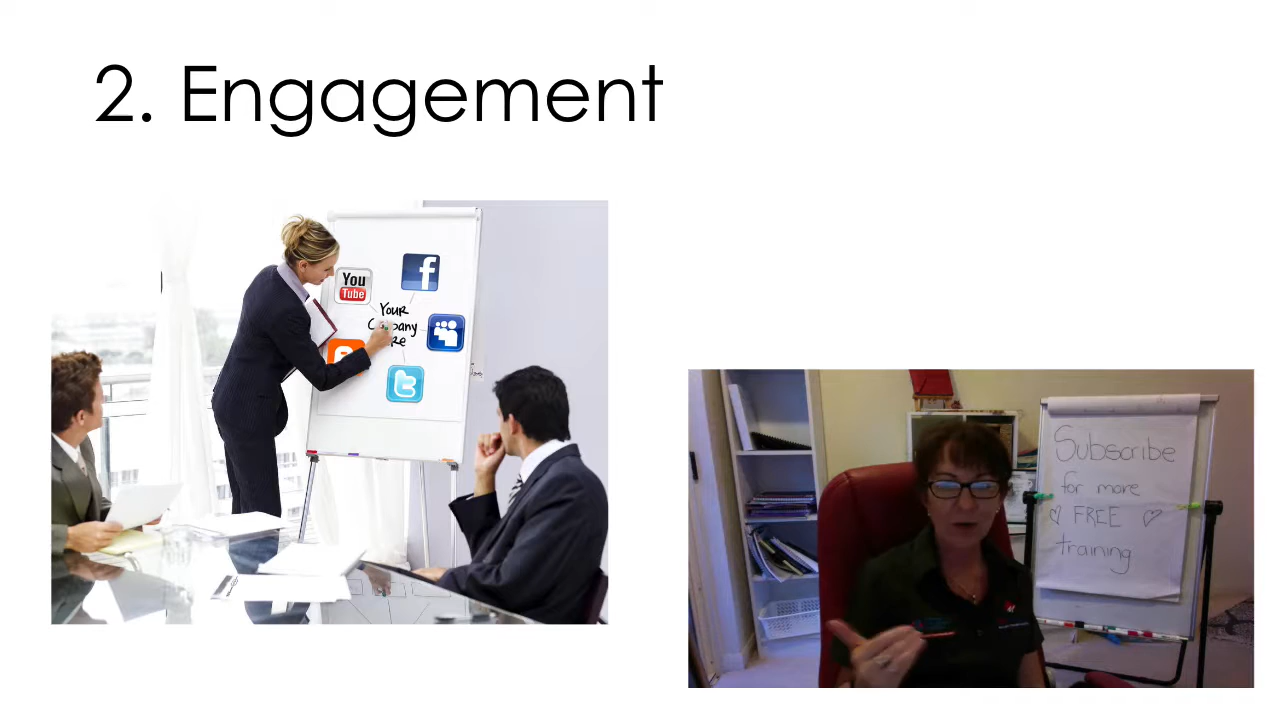 2. Engagement
You
Tube
f
Your
Subscribe
for more
♡ FREE ♡
training